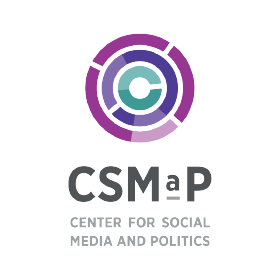 CSMaP
CENTER FOR SOCIAL
MEDIA AND POLITICS